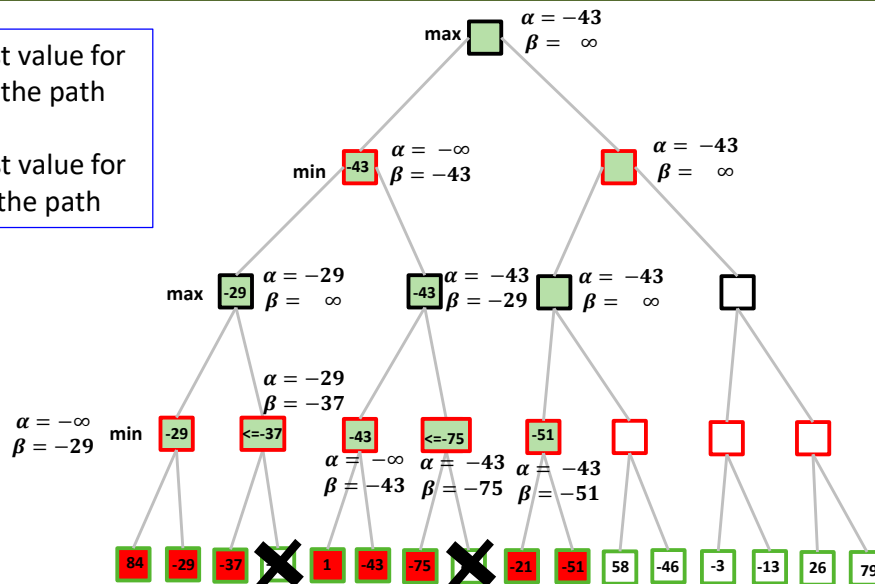 st value for
the path
st value for
the path
max
α = −43
β = ∞
min
-43
α = −∞
β = −43
α = −43
β = ∞
max
-29
α = −29
β = ∞
-43
α = −43
β = −29
α = −43
β = ∞
α = −29
β = −37
α = −∞
β = −29
min
-29
<=-37
-43
<=-75
-51
α = −∞
β = −43
α = −43
β = −75
α = −43
β = −51
84
-29
-37
1
-43
-75
-21
-51
58
-46
-3
-13
26
79